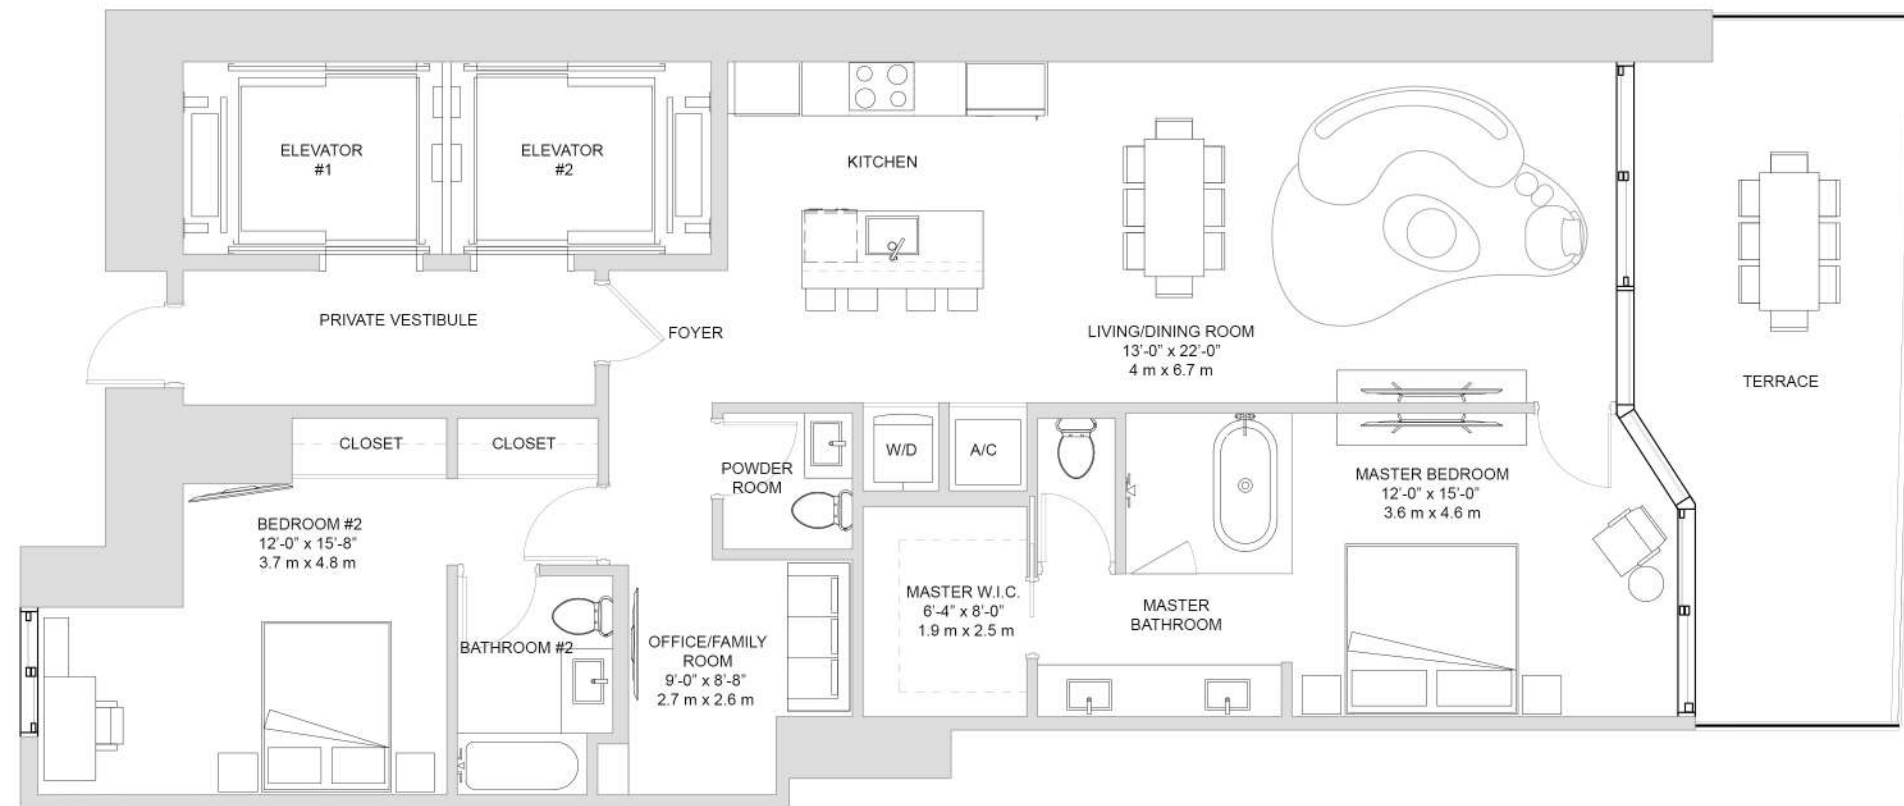 ELEVATOR
#1
ELEVATOR
#2
KITCHEN
PRIVATE VESTIBULE
FOYER
LIVING/DINING ROOM
13'-0" x 22'-0"
4 m x 6.7 m
TERRACE
CLOSET
CLOSET
POWDER
ROOM
W/D
A/C
MASTER BEDROOM
12'-0" x 15'-0"
3.6 m x 4.6 m
BEDROOM #2
12'-0" x 15'-8"
3.7 m x 4.8 m
BATHROOM #2
OFFICE/FAMILY
ROOM
9'-0" x 8'-8"
2.7 m x 2.6 m
MASTER W.I.C.
6'-4" x 8'-0"
1.9 m x 2.5 m
MASTER
BATHROOM